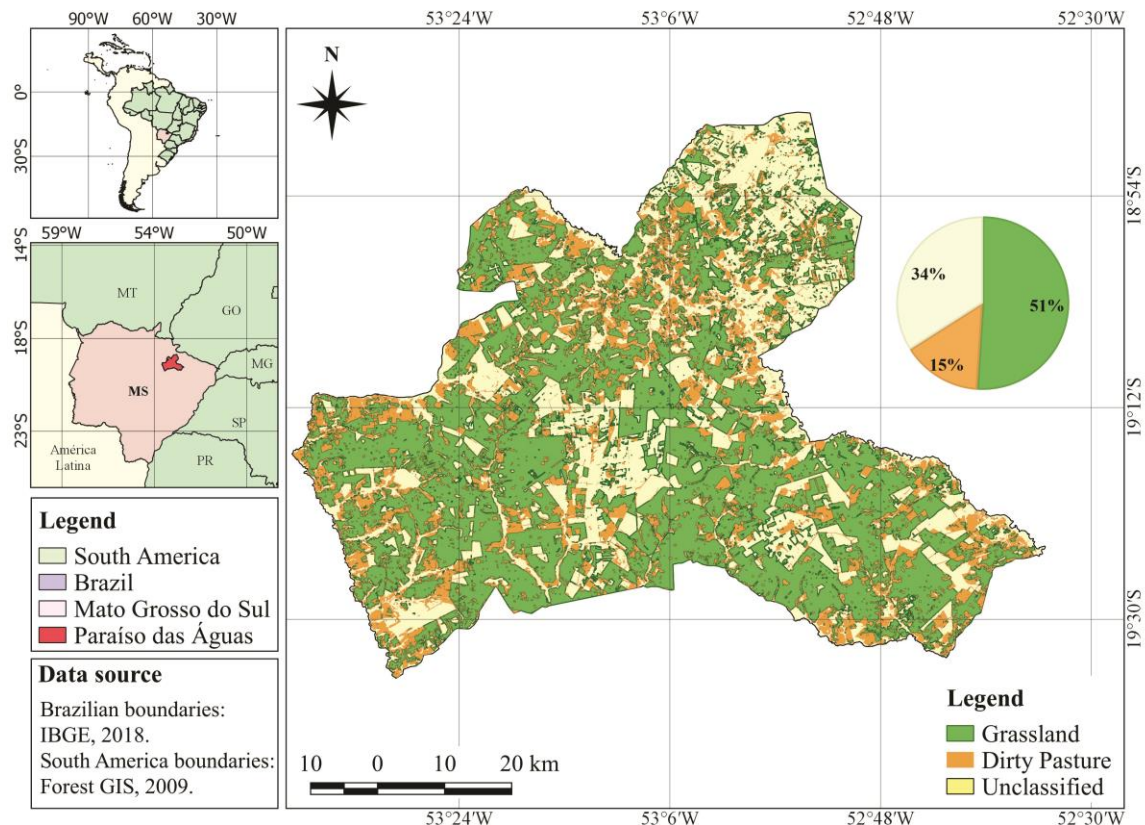 90°W 60°W 30°W
0°
30°S
59°W 54°W 50°W
14°S
18°S
23°S
MT
GO
MG
MS
SP
PR
América
Latina
Legend
South America
Brazil
Mato Grosso do Sul
Paraíso das Águas
Data source
Brazilian boundaries:
IBGE, 2018.
South America boundaries:
Forest GIS, 2009.
53°24'W 53°6'W 52°48'W 52°30'W
N
18°54'S
19°12'S
19°30'S
34%
51%
15%
Legend
Grassland
Dirty Pasture
Unclassified
10 0 10 20 km
53°24'W 53°6'W 52°48'W 52°30'W